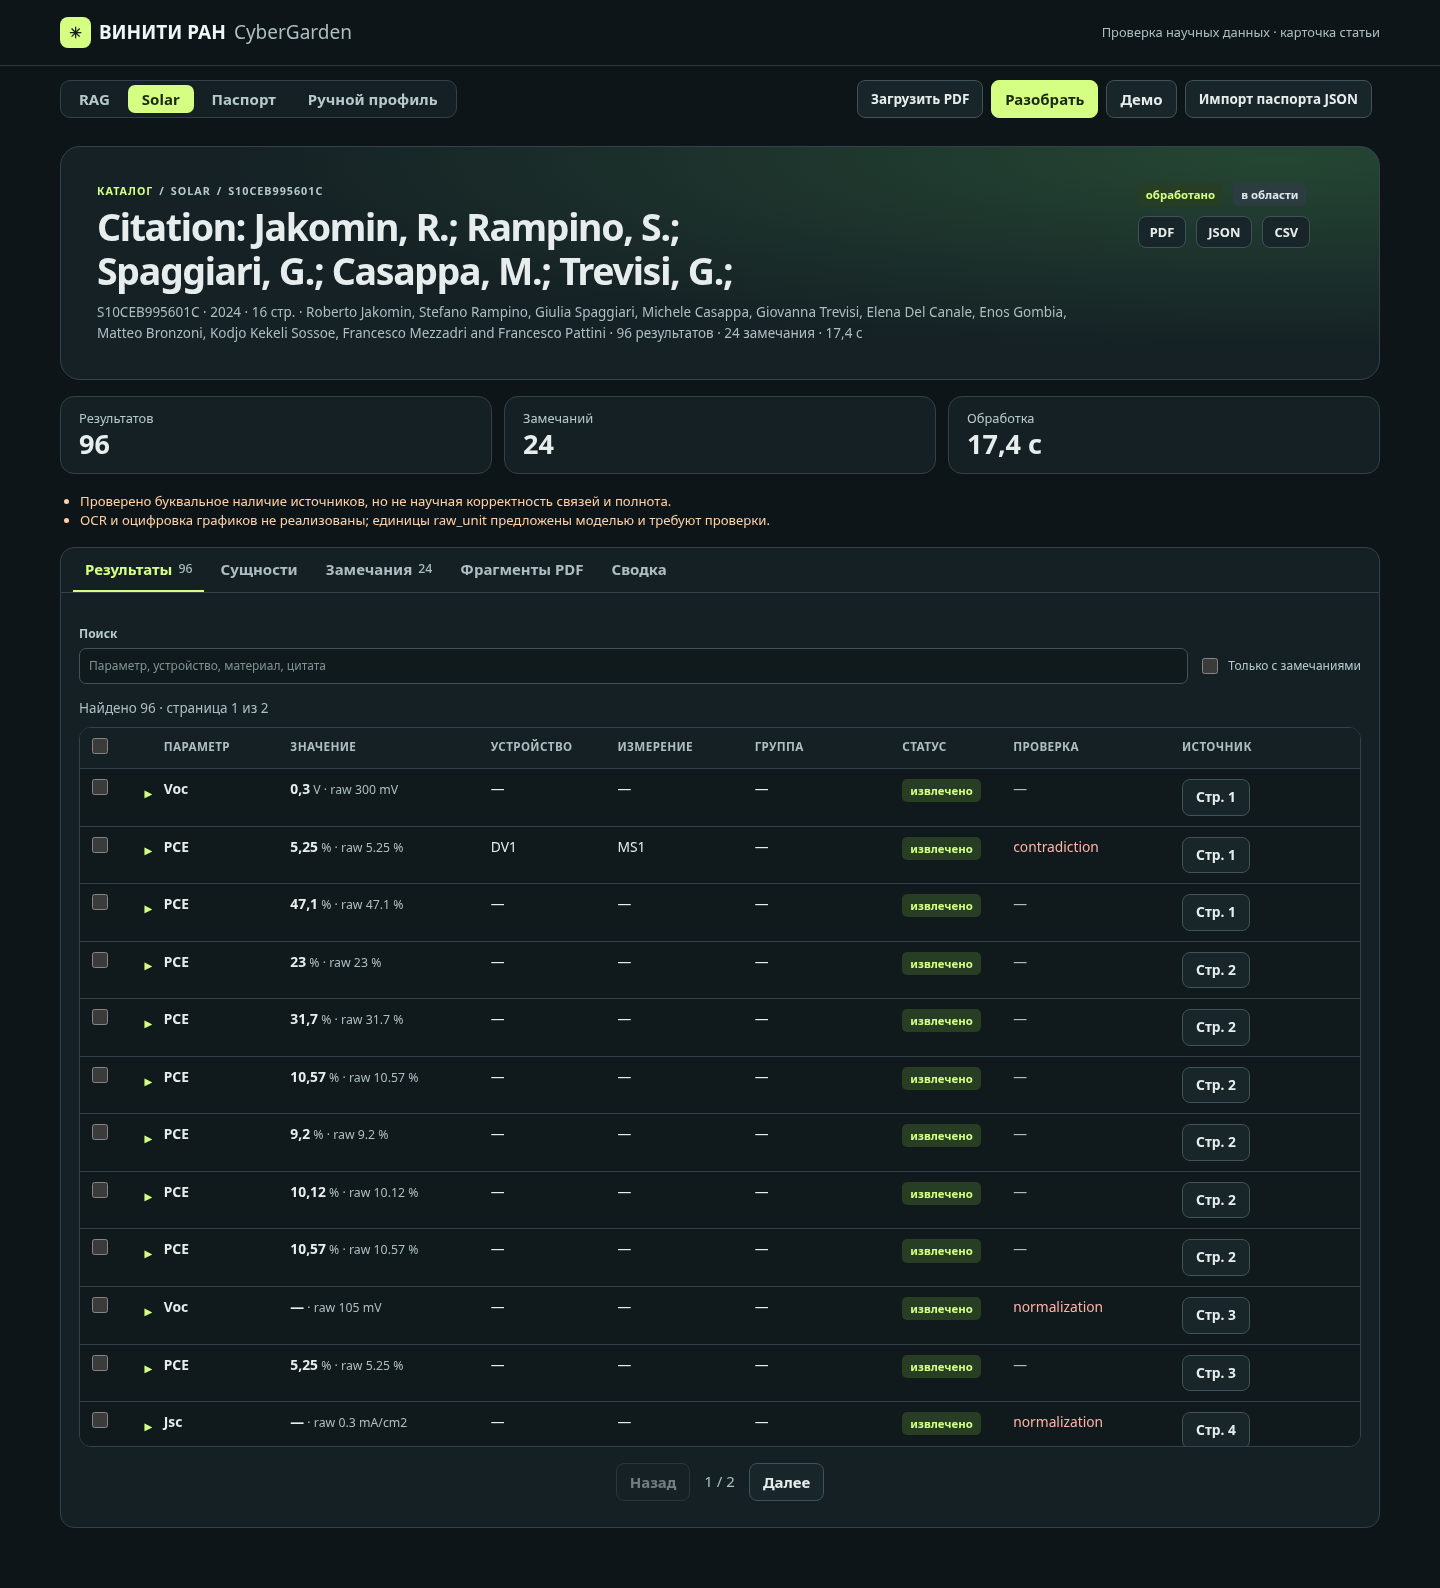 ВИНИТИ РАН CyberGarden
Проверка научных данных · карточка статьи
RAG Solar Паспорт Ручной профиль
Загрузить PDF Разобрать Демо Импорт паспорта JSON
КАТАЛОГ / SOLAR / S10CEB995601C
обработано в области
Citation: Jakomin, R.; Rampino, S.;
Spaggiari, G.; Casappa, M.; Trevisi, G.;
PDF JSON CSV
S10CEB995601C · 2024 · 16 стр. · Roberto Jakomin, Stefano Rampino, Giulia Spaggiari, Michele Casappa, Giovanna Trevisi, Elena Del Canale, Enos Gombia,
Matteo Bronzoni, Kodjo Kekeli Sossoe, Francesco Mezzadri and Francesco Pattini · 96 результатов · 24 замечания · 17,4 с
Результатов
96
Замечаний
24
Обработка
17,4 с
Проверено буквальное наличие источников, но не научная корректность связей и полнота.
OCR и оцифровка графиков не реализованы; единицы raw_unit предложены моделью и требуют проверки.
Результаты 96 Сущности Замечания 24 Фрагменты PDF Сводка
Поиск
Параметр, устройство, материал, цитата
Только с замечаниями
Найдено 96 · страница 1 из 2
ПАРАМЕТР ЗНАЧЕНИЕ УСТРОЙСТВО ИЗМЕРЕНИЕ ГРУППА СТАТУС ПРОВЕРКА ИСТОЧНИК
Voc 0,3 V · raw 300 mV — — — извлечено — Стр. 1
PCE 5,25 % · raw 5.25 % DV1 MS1 — извлечено contradiction Стр. 1
PCE 47,1 % · raw 47.1 % — — — извлечено — Стр. 1
PCE 23 % · raw 23 % — — — извлечено — Стр. 2
PCE 31,7 % · raw 31.7 % — — — извлечено — Стр. 2
PCE 10,57 % · raw 10.57 % — — — извлечено — Стр. 2
PCE 9,2 % · raw 9.2 % — — — извлечено — Стр. 2
PCE 10,12 % · raw 10.12 % — — — извлечено — Стр. 2
PCE 10,57 % · raw 10.57 % — — — извлечено — Стр. 2
Voc — · raw 105 mV — — — извлечено normalization Стр. 3
PCE 5,25 % · raw 5.25 % — — — извлечено — Стр. 3
Jsc — · raw 0.3 mA/cm2 — — — извлечено normalization Стр. 4
Назад 1 / 2 Далее